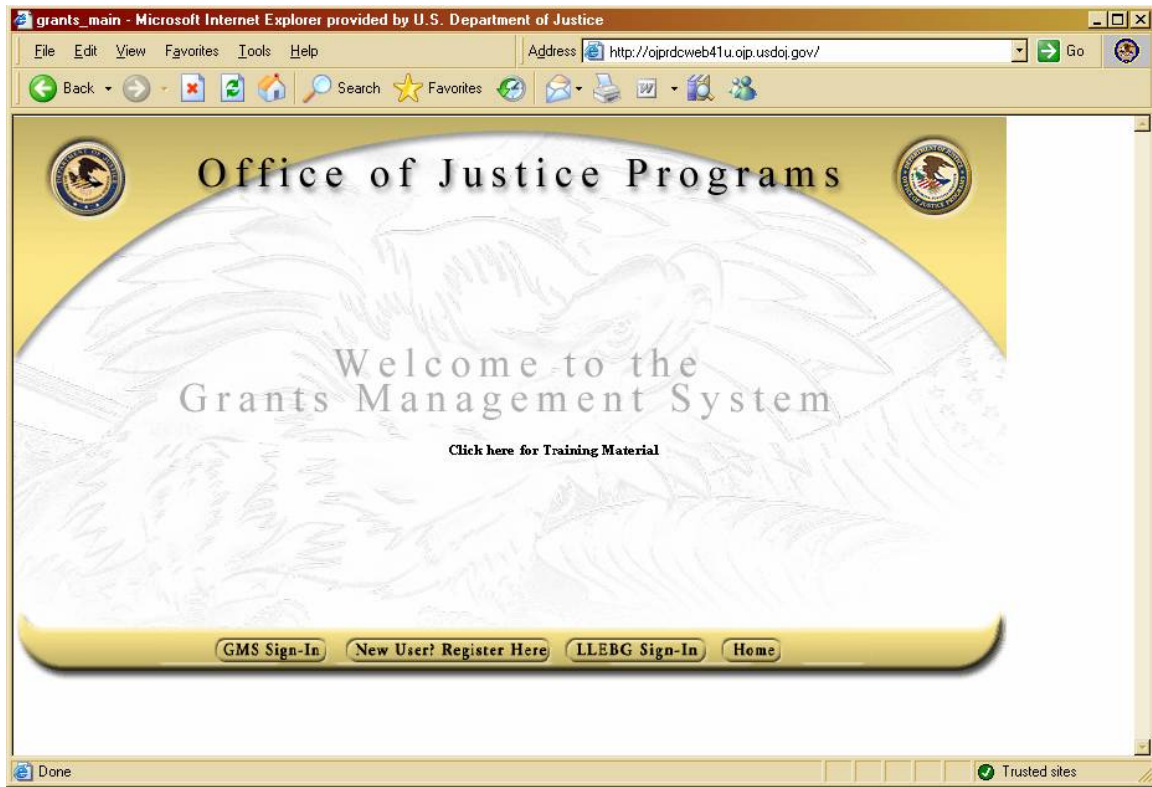 grants_main - Microsoft Internet Explorer provided by U.S. Department of Justice
File Edit View Favorites Tools Help Address http://ojprdcweb41u.ojp.usdoj.gov/ Go
Back Search Favorites
Office of Justice Programs
Welcome to the
Grants Management System
Click here for Training Material
GMS Sign-In New User? Register Here LLEBG Sign-In Home
Done Trusted sites